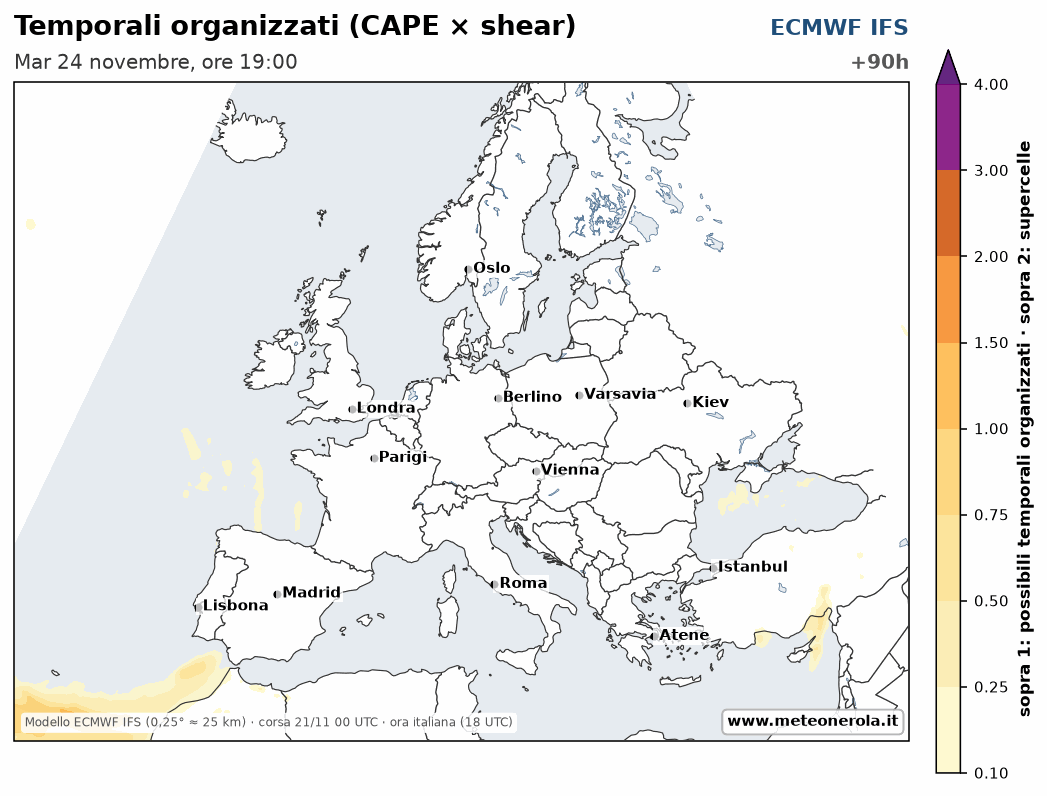 Temporali organizzati (CAPE × shear)
ECMWF IFS
Mar 24 novembre, ore 19:00
+90h
Oslo
Londra
Berlino
Varsavia
Kiev
Parigi
Vienna
Istanbul
Roma
Madrid
Lisbona
Atene
Modello ECMWF IFS (0,25° ≈ 25 km) · corsa 21/11 00 UTC · ora italiana (18 UTC)
www.meteonerola.it
4.00
3.00
2.00
1.50
1.00
0.75
0.50
0.25
0.10
sopra 1: possibili temporali organizzati · sopra 2: supercelle